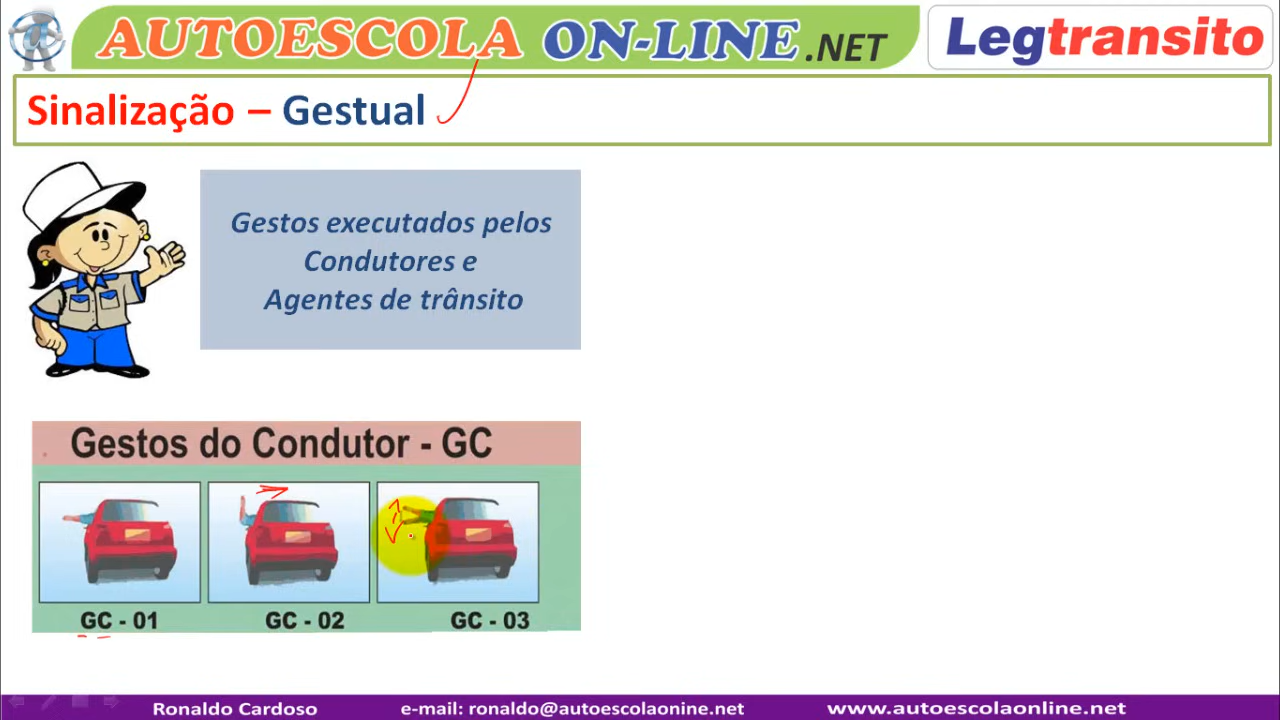 AUTOESCOLA ON-LINE.NET
Legtransito
Sinalização – Gestual
Gestos executados pelos
Condutores e
Agentes de trânsito
Gestos do Condutor - GC
GC - 01 GC - 02 GC - 03
Ronaldo Cardoso e-mail: ronaldo@autoescolaonine.net www.autoescolaonline.net